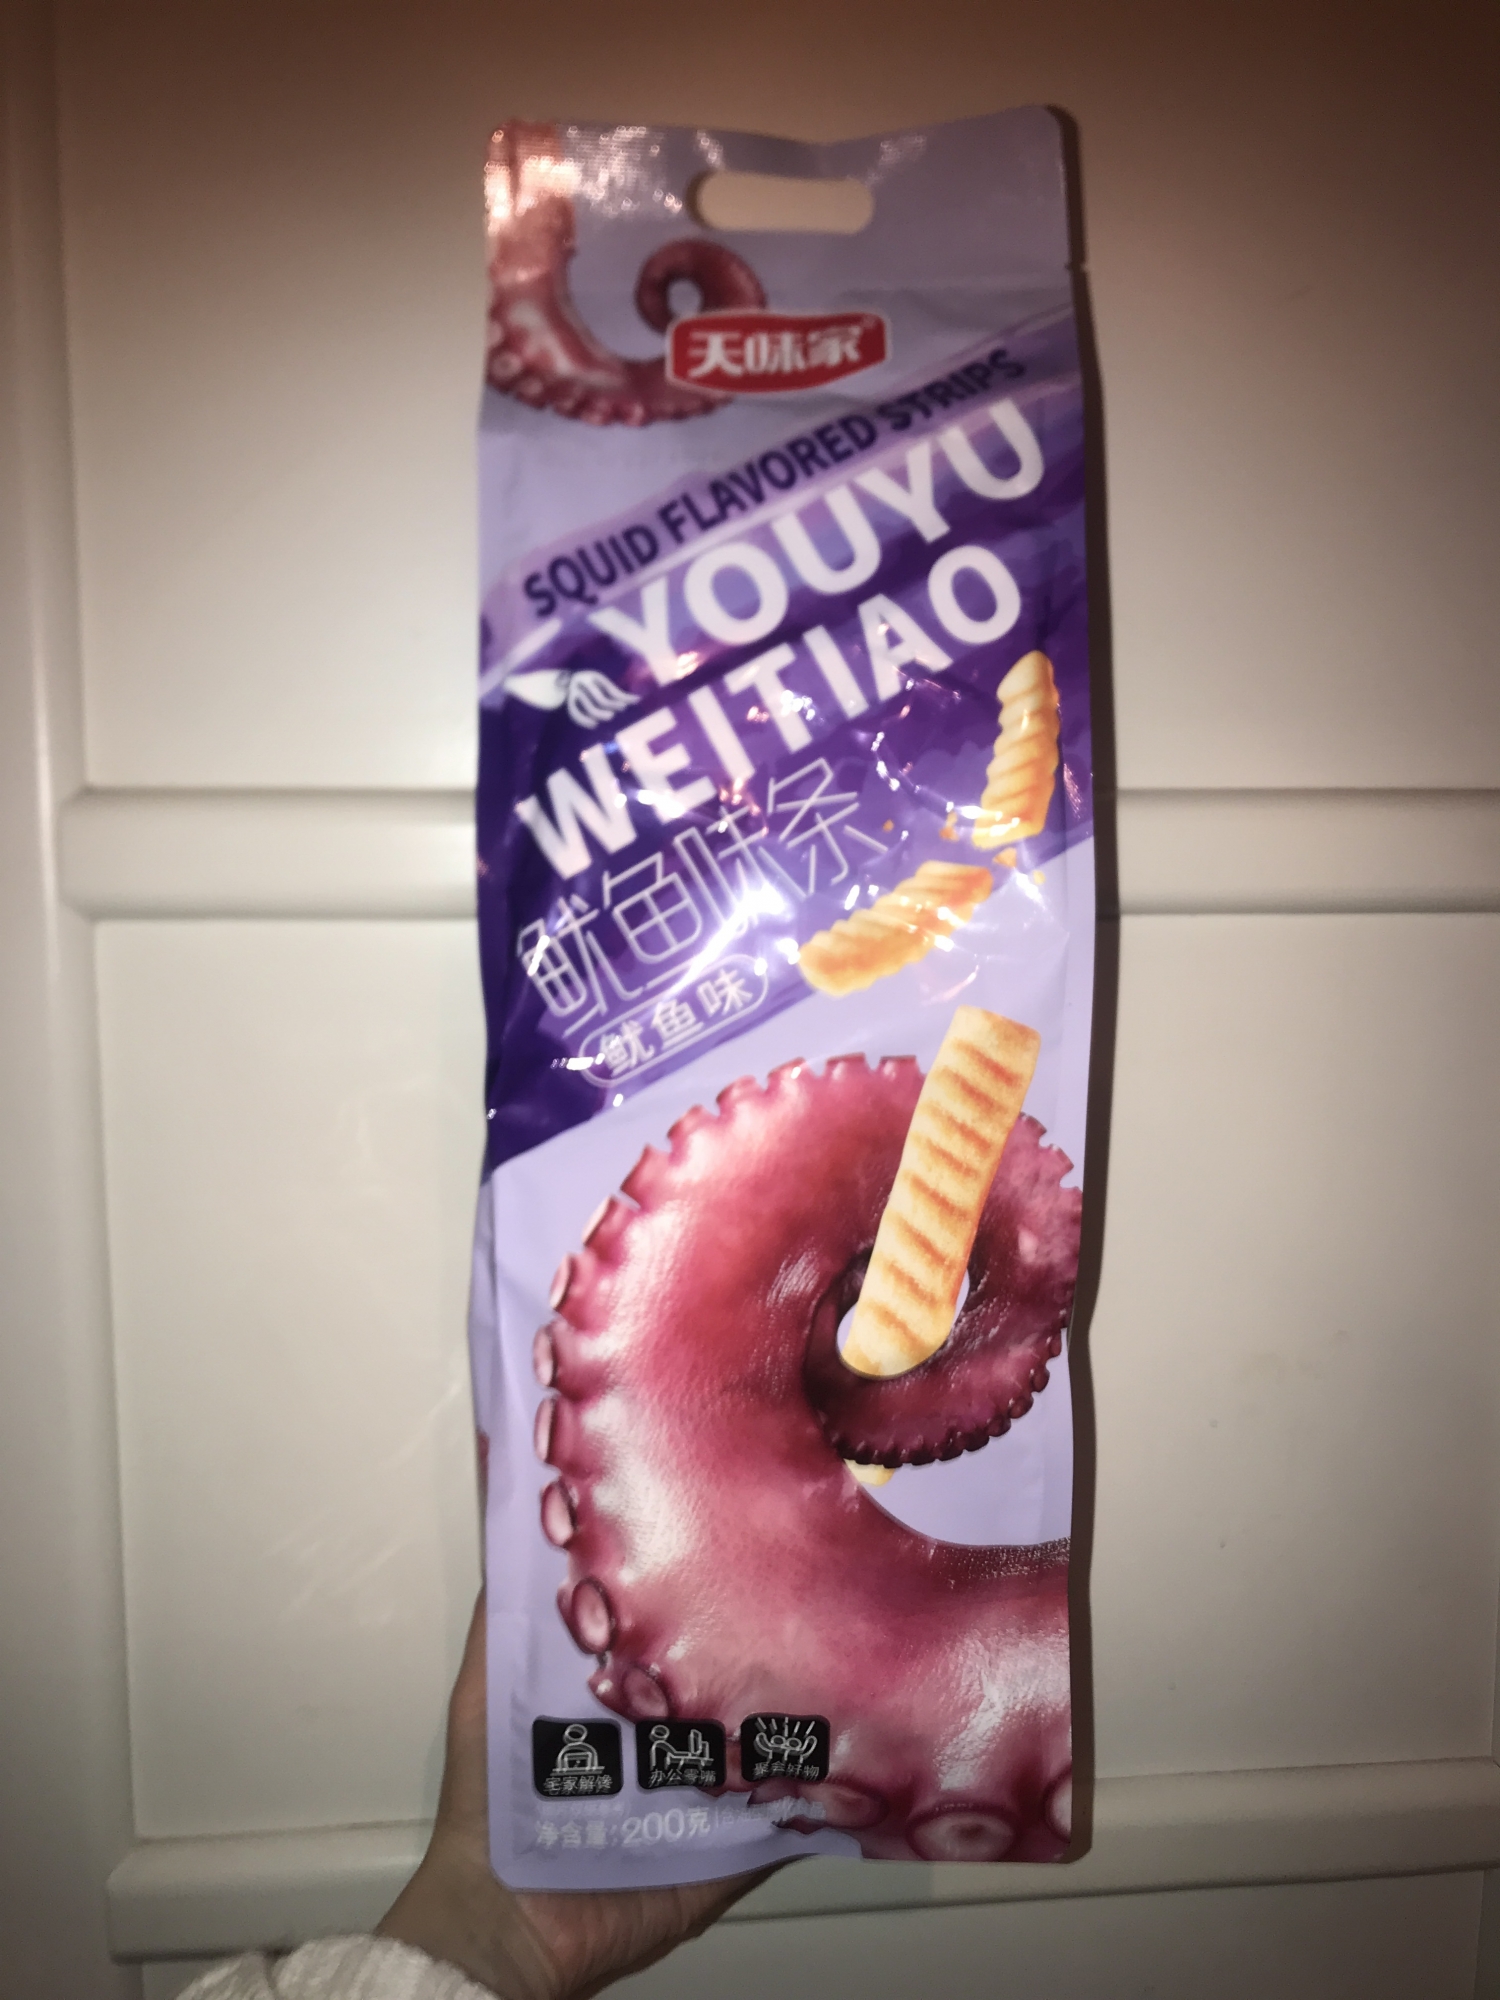 天味家
SQUID FLAVORED STRIPS
YOUYU
WEITIAO
鱿鱼味条
鱿鱼味
宅家解馋
办公零嘴
聚会好物
净含量:200克